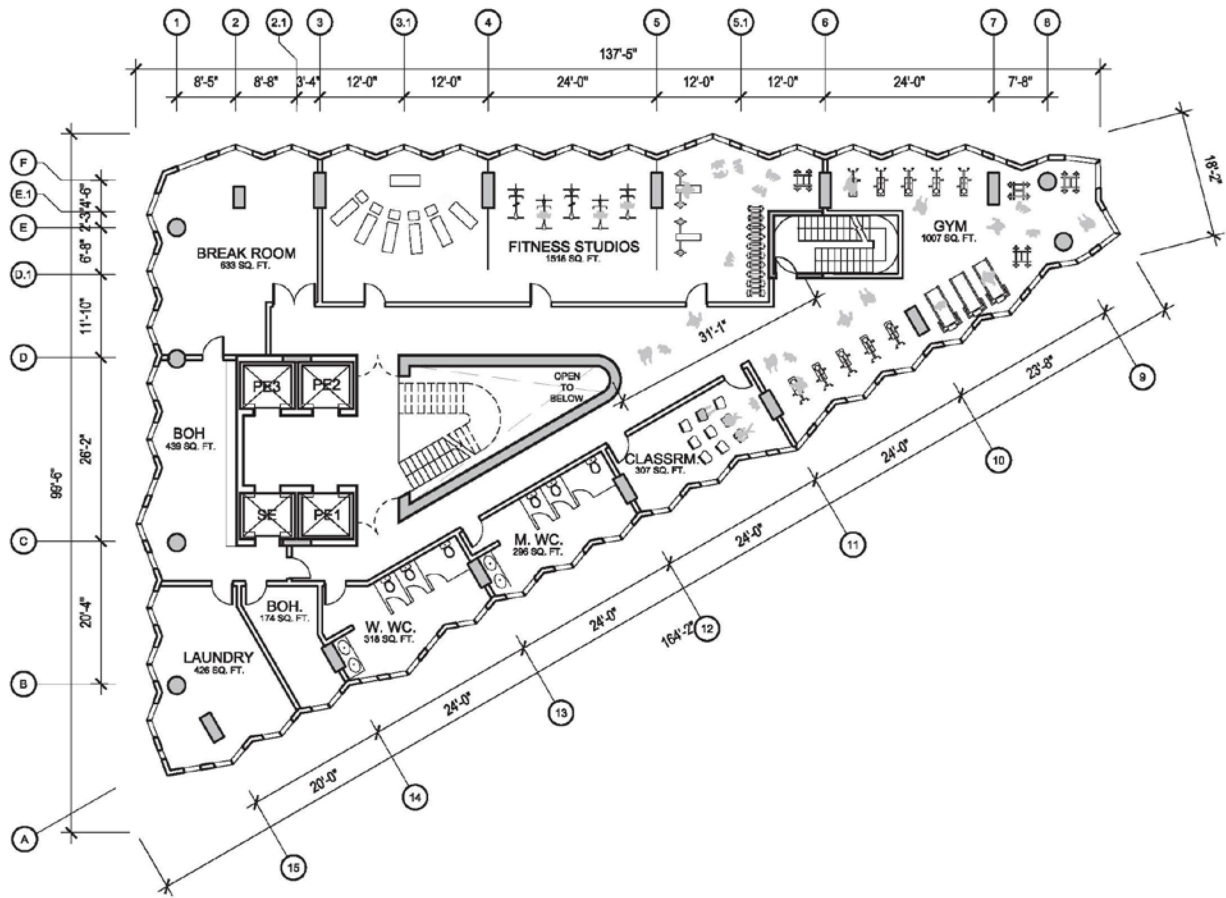 1 2 2.1 3 3.1 4 5 5.1 6 7 8
137'-5"
8'-5" 8'-8" 3'-4" 12'-0" 12'-0" 24'-0" 12'-0" 12'-0" 24'-0" 7'-8"
18'-2"
F
E.1
E
D.1
D
C
B
A
4'-6"
2'-3"
6'-8"
11'-10"
26'-2"
20'-4"
99'-6"
BREAK ROOM
633 SQ. FT.
FITNESS STUDIOS
1518 SQ. FT.
GYM
1007 SQ. FT.
31'-1"
PE3 PE2
OPEN
TO
BELOW
BOH
439 SQ. FT.
SE PE1
CLASSRM.
307 SQ. FT.
M. WC.
296 SQ. FT.
BOH.
174 SQ. FT.
W. WC.
318 SQ. FT.
LAUNDRY
426 SQ. FT.
23'-8"
24'-0"
24'-0"
24'-0"
24'-0"
20'-0"
164'-2"
9
10
11
12
13
14
15